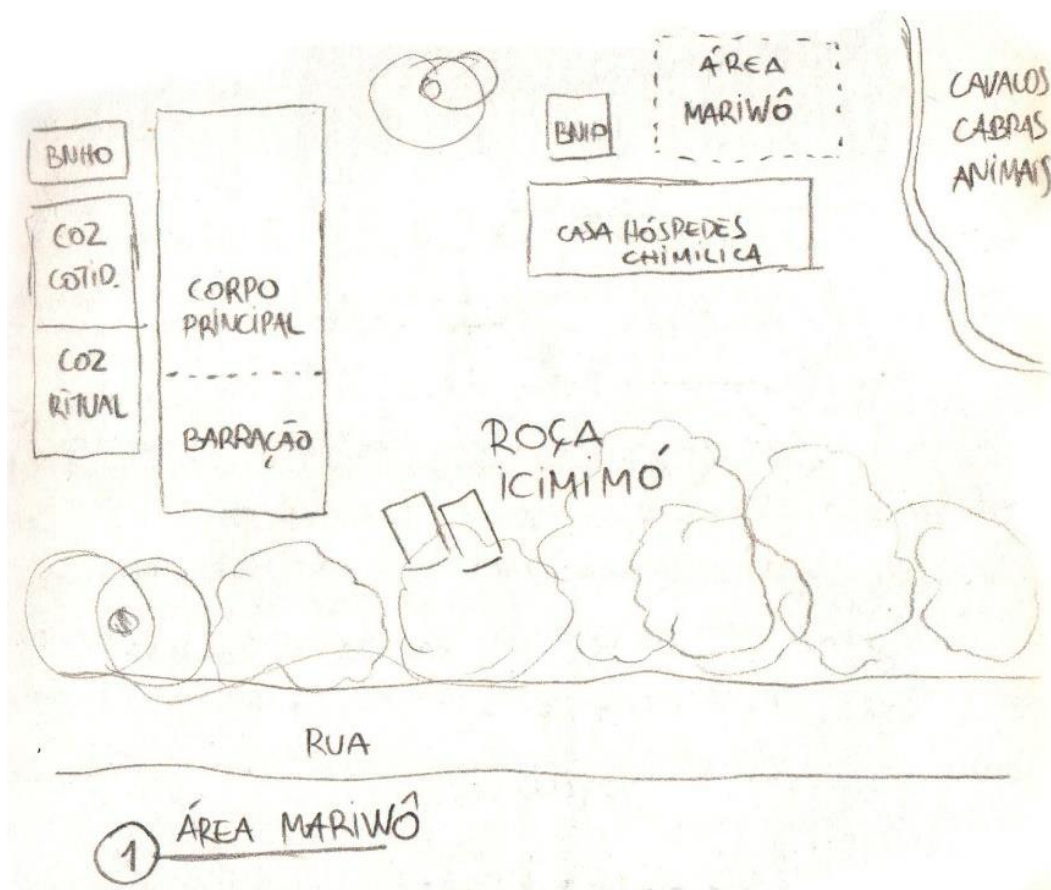 BNHO
COZ
COTID.
COZ
RITUAL
CORPO
PRINCIPAL
BARRAÇÃO
BNHO
ÁREA
MARIWÔ
CASA HÓSPEDES
CHIMILICA
CAVALOS
CABRAS
ANIMAIS
ROÇA
ICIMIMÓ
RUA
1 ÁREA MARIWÔ